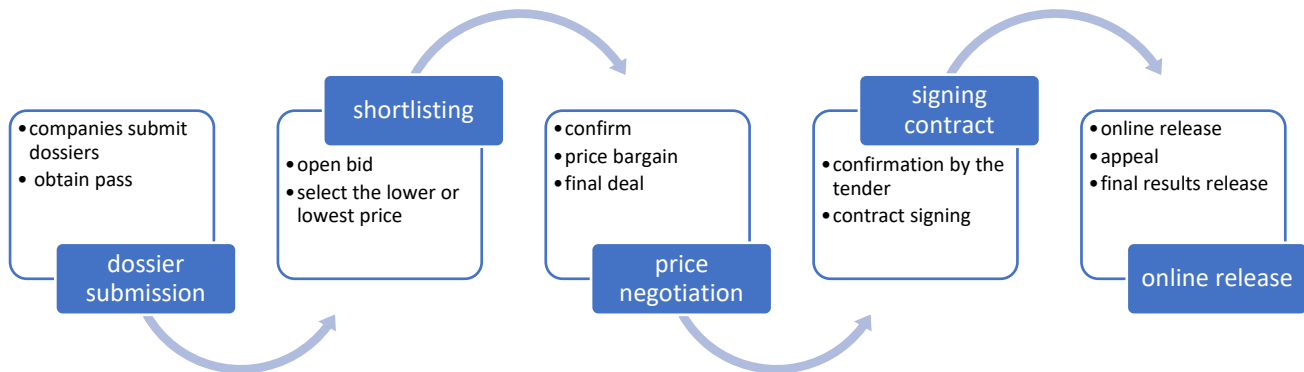 •companies submit
dossiers
• obtain pass
dossier
submission
shortlisting
•open bid
•select the lower or
lowest price
•confirm
•price bargain
•final deal
price
negotiation
signing
contract
•confirmation by the
tender
•contract signing
•online release
•appeal
•final results release
online release